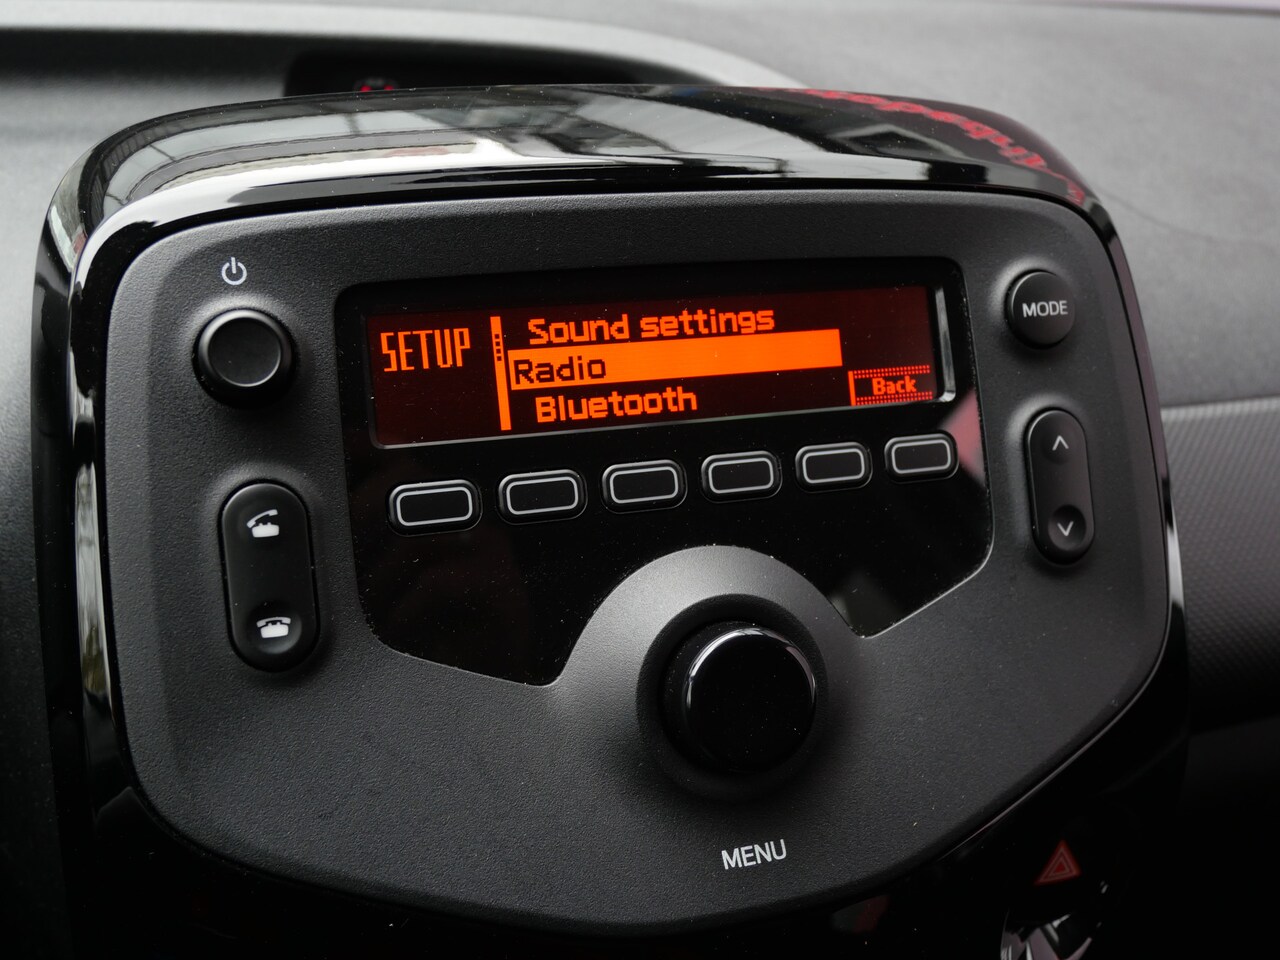 SETUP
Sound settings
Radio
Bluetooth
Back
MODE
MENU